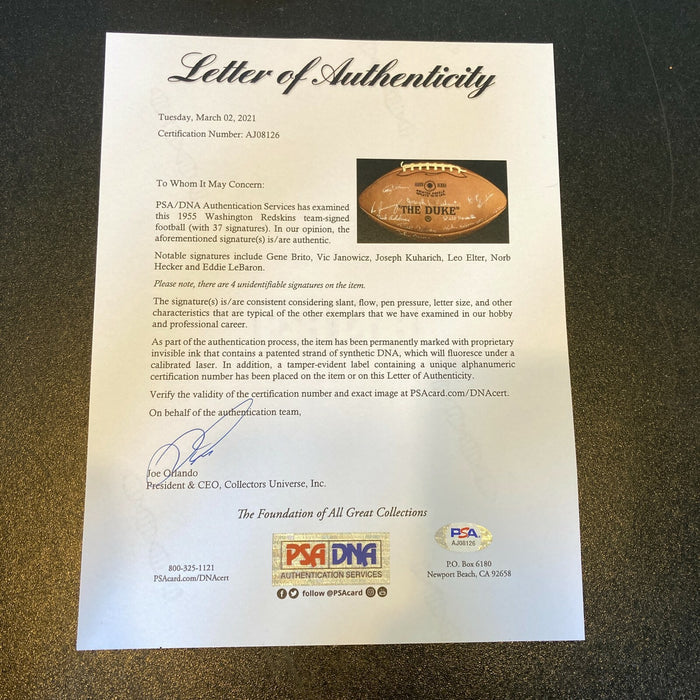 Letter of Authenticity
Tuesday, March 02, 2021
Certification Number: AJ08126
To Whom It May Concern:
PSA/DNA Authentication Services has examined
this 1955 Washington Redskins team-signed
football (with 37 signatures). In our opinion, the
aforementioned signature(s) is/are authentic.
"THE DUKE"
Notable signatures include Gene Brito, Vic Janowicz, Joseph Kuharich, Leo Elter, Norb
Hecker and Eddie LeBaron.
Please note, there are 4 unidentifiable signatures on the item.
The signature(s) is/are consistent considering slant, flow, pen pressure, letter size, and other
characteristics that are typical of the other exemplars that we have examined in our hobby
and professional career.
As part of the authentication process, the item has been permanently marked with proprietary
invisible ink that contains a patented strand of synthetic DNA, which will fluoresce under a
calibrated laser. In addition, a tamper-evident label containing a unique alphanumeric
certification number has been placed on the item or on this Letter of Authenticity.
Verify the validity of the certification number and exact image at PSAcard.com/DNAcert.
On behalf of the authentication team,
Joe Orlando
President & CEO, Collectors Universe, Inc.
The Foundation of All Great Collections
800-325-1121
PSAcard.com/DNAcert
PSA DNA
AUTHENTICATION SERVICES
follow @PSAcard
PSA
AJ08126
P.O. Box 6180
Newport Beach, CA 92658